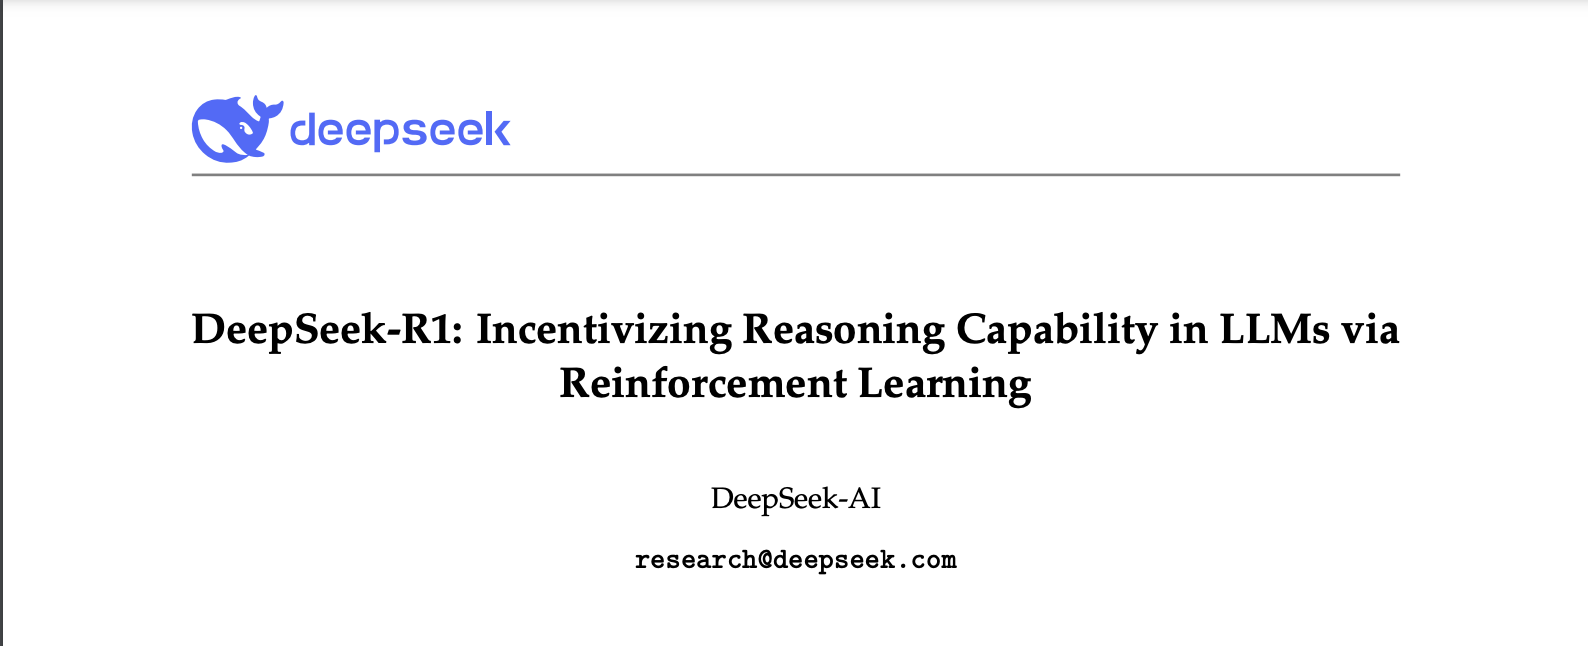 deepseek
DeepSeek-R1: Incentivizing Reasoning Capability in LLMs via
Reinforcement Learning
DeepSeek-AI
research@deepseek.com